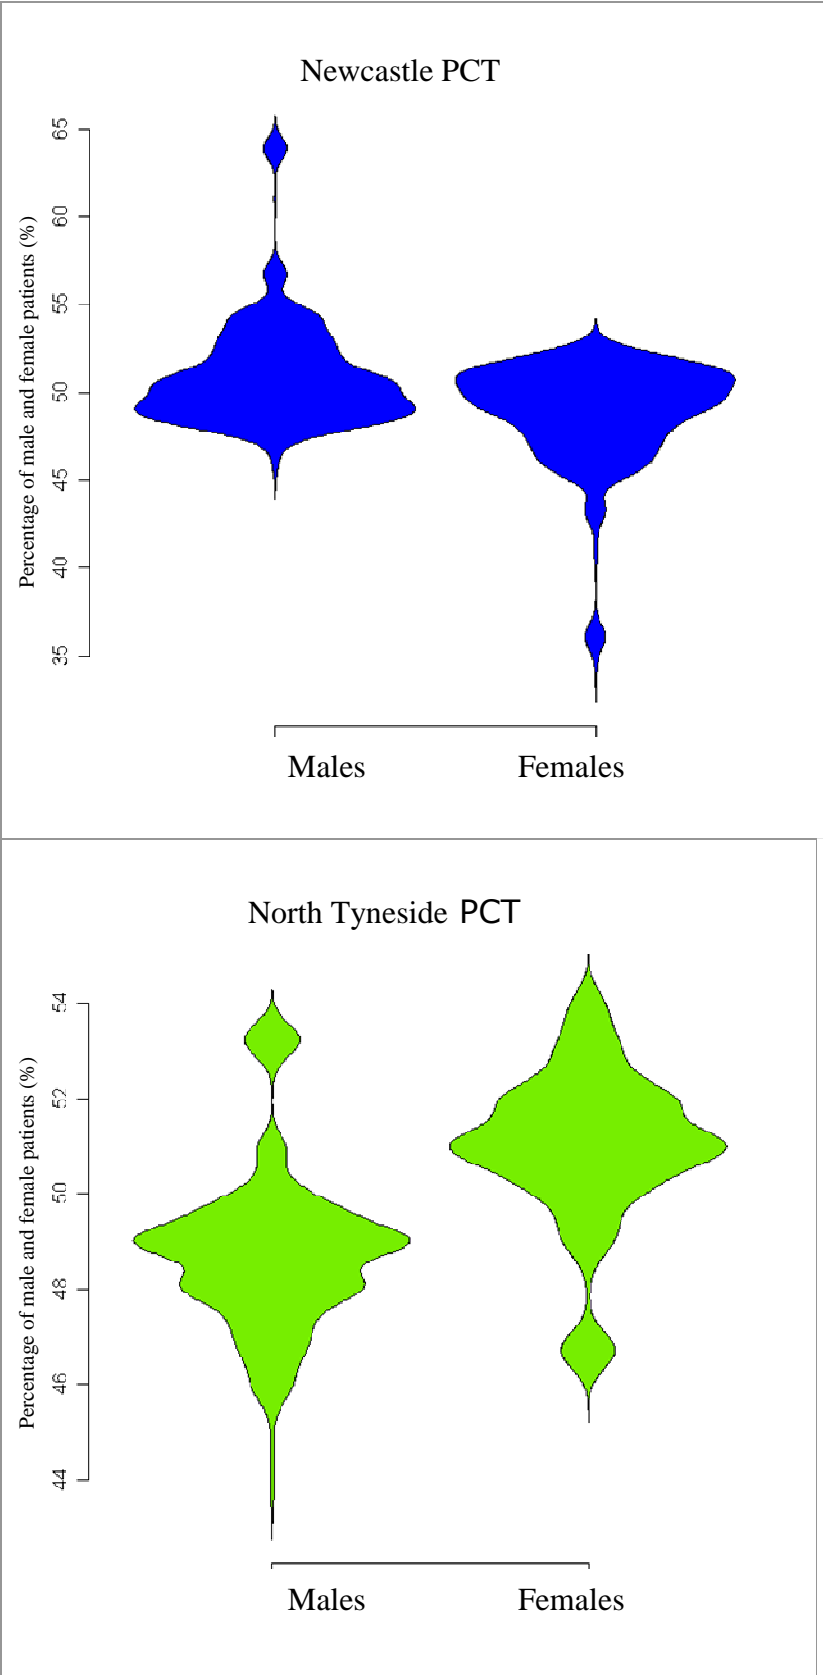 Newcastle PCT
Percentage of male and female patients (%)
65
60
55
50
45
40
35
Males Females
North Tyneside PCT
Percentage of male and female patients (%)
54
52
50
48
46
44
Males Females